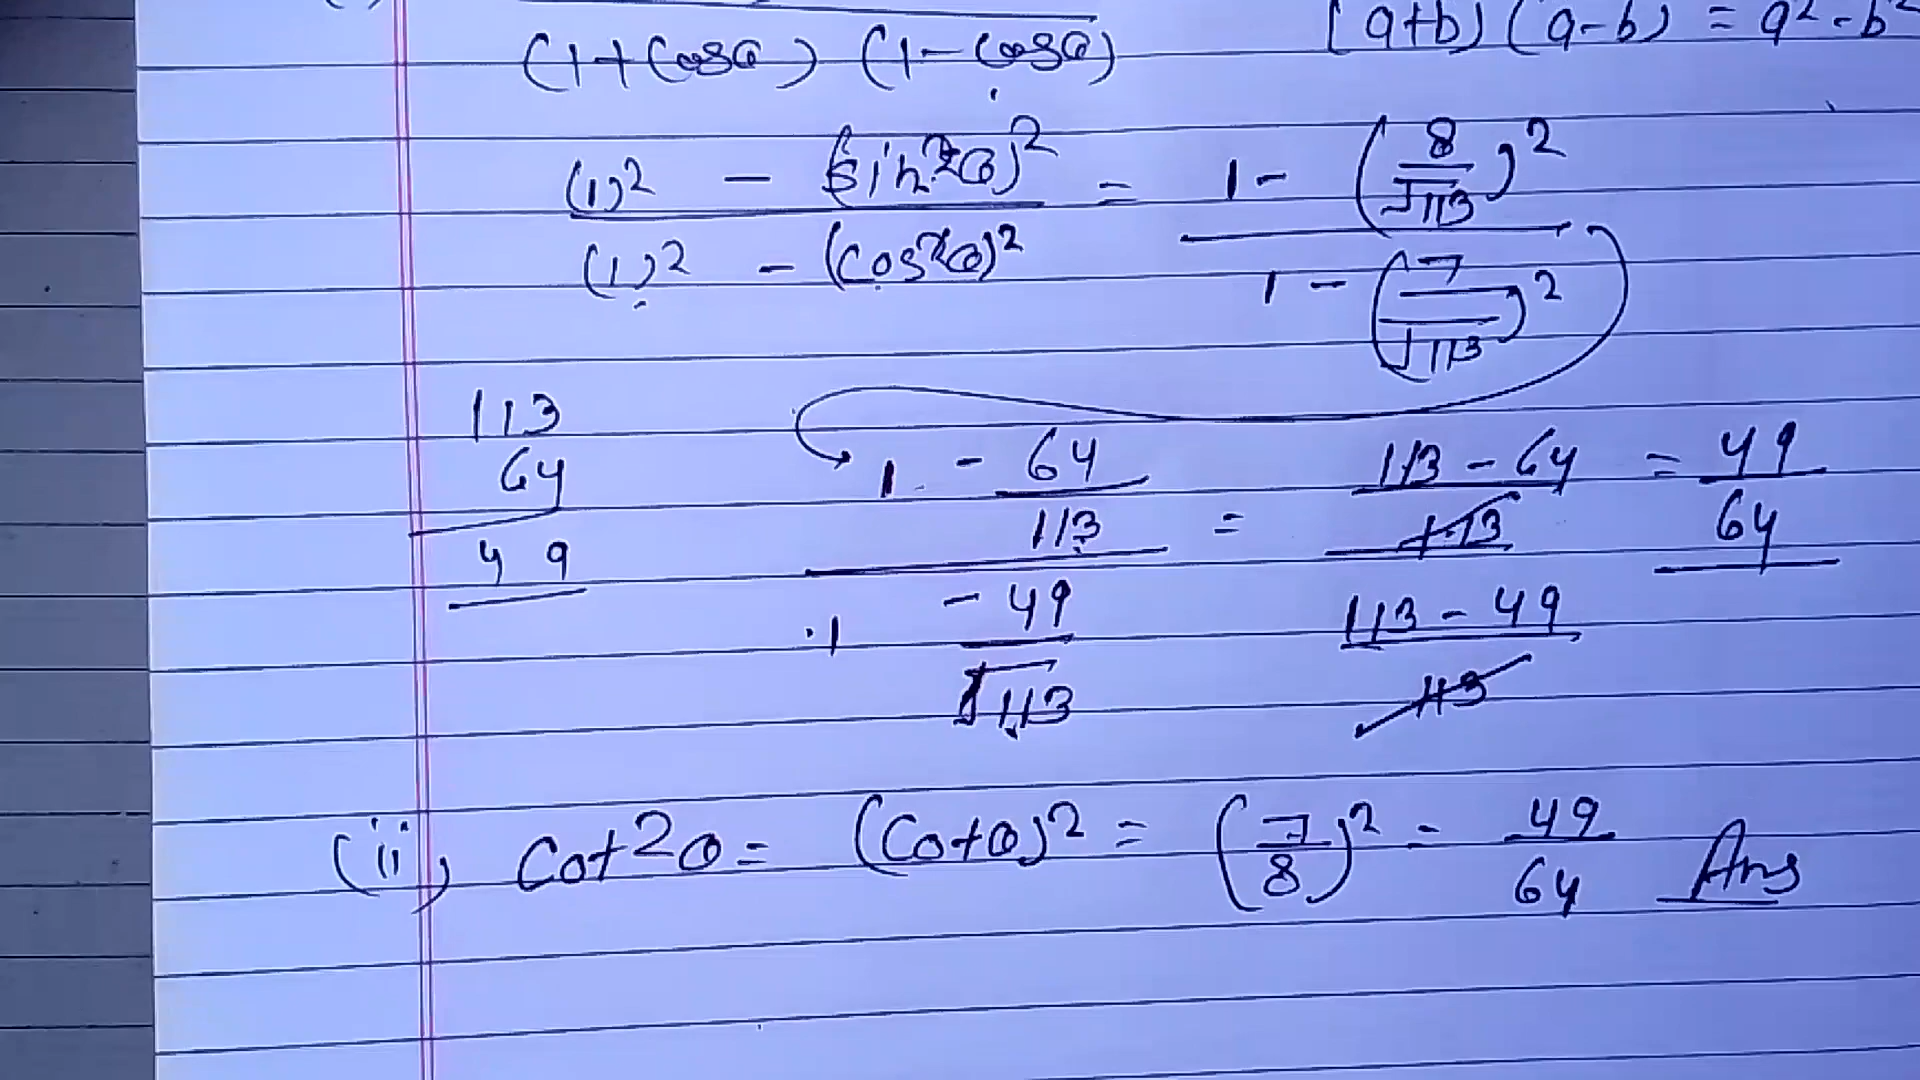 (1+Cosθ) (1-Cosθ) [(a+b)(a-b) = a²-b²
(1)² - (sin θ)² / (1)² - (cos θ)² = 1 - (8/√113)² / 1 - (7/√113)²
113
64
49
1 - 64/113 / 1 - 49/113 = 113-64/113 / 113-49/113 = 49/64
(ii) Cot2θ = (Cotθ)² = (7/8)² = 49/64 Ans